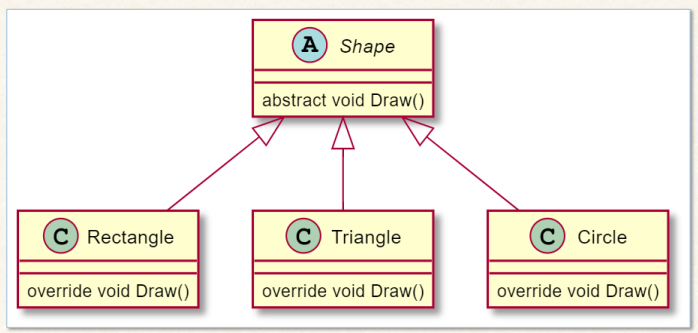 A Shape
abstract void Draw()
C Rectangle
override void Draw()
C Triangle
override void Draw()
C Circle
override void Draw()